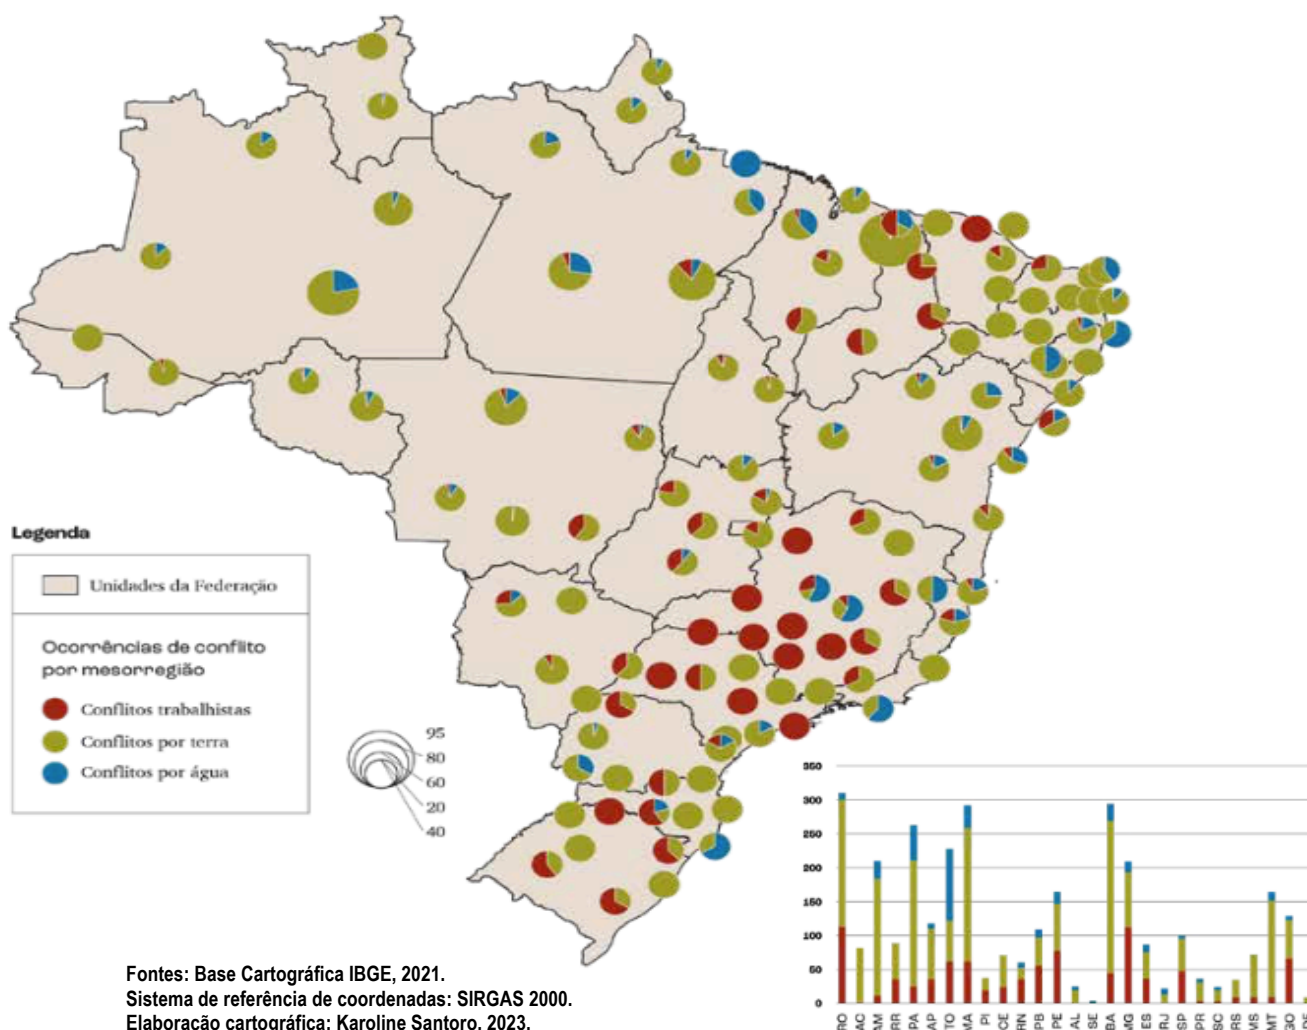 Legenda
Unidades da Federação
Ocorrências de conflito
por mesorregião
Conflitos trabalhistas
Conflitos por terra
Conflitos por água
95
80
60
20
40
350
300
200
150
100
50
0
RO
AC
AM
RR
PA
AP
TO
MA
PI
CE
RN
PB
PE
AL
SE
BA
MG
ES
RJ
SP
PR
SC
RS
MS
MT
GO
Fontes: Base Cartográfica IBGE, 2021.
Sistema de referência de coordenadas: SIRGAS 2000.
Elaboração cartográfica: Karoline Santoro, 2023.